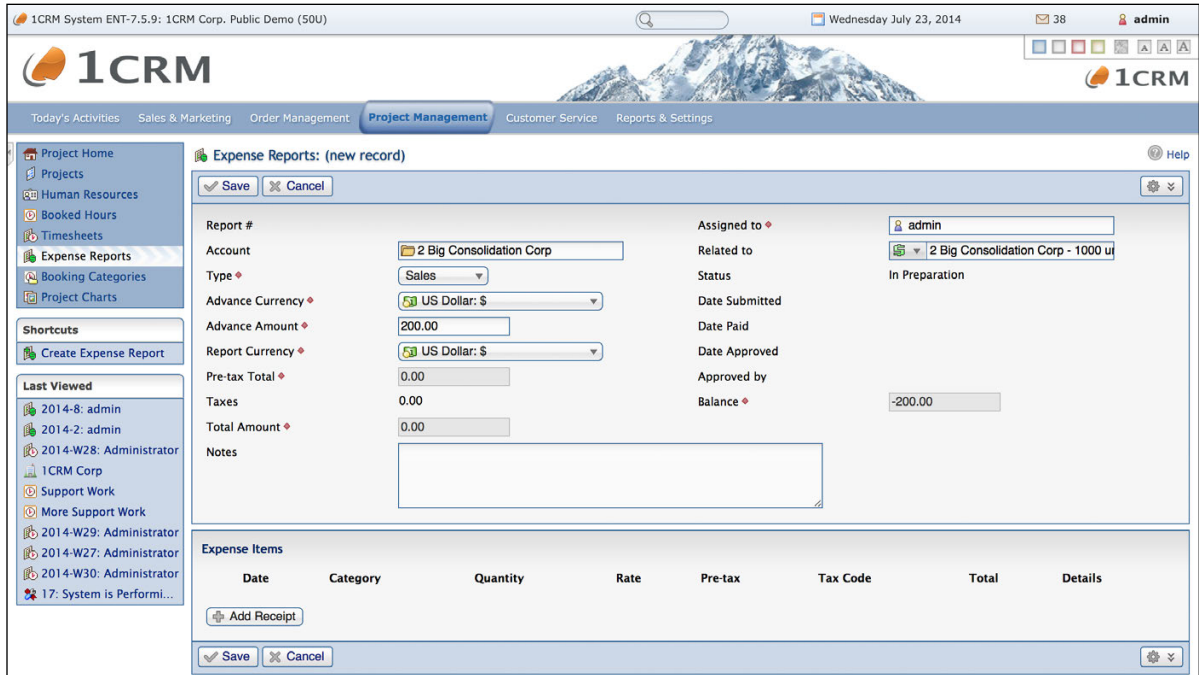 1CRM System ENT-7.5.9: 1CRM Corp. Public Demo (50U)
Wednesday July 23, 2014
38
admin
1CRM
A A A
1CRM
Today's Activities Sales & Marketing Order Management Project Management Customer Service Reports & Settings
Project Home
Projects
Human Resources
Booked Hours
Timesheets
Expense Reports
Booking Categories
Project Charts
Shortcuts
Create Expense Report
Last Viewed
2014-8: admin
2014-2: admin
2014-W28: Administrator
1CRM Corp
Support Work
More Support Work
2014-W29: Administrator
2014-W27: Administrator
2014-W30: Administrator
17: System is Performi...
Expense Reports: (new record)
Help
Save Cancel
Report #
Assigned to admin
Account 2 Big Consolidation Corp
Related to 2 Big Consolidation Corp - 1000 u
Type Sales
Status In Preparation
Advance Currency US Dollar: $
Date Submitted
Advance Amount 200.00
Date Paid
Report Currency US Dollar: $
Date Approved
Pre-tax Total 0.00
Approved by
Taxes 0.00
Balance -200.00
Total Amount 0.00
Notes
Expense Items
Date Category Quantity Rate Pre-tax Tax Code Total Details
Add Receipt
Save Cancel